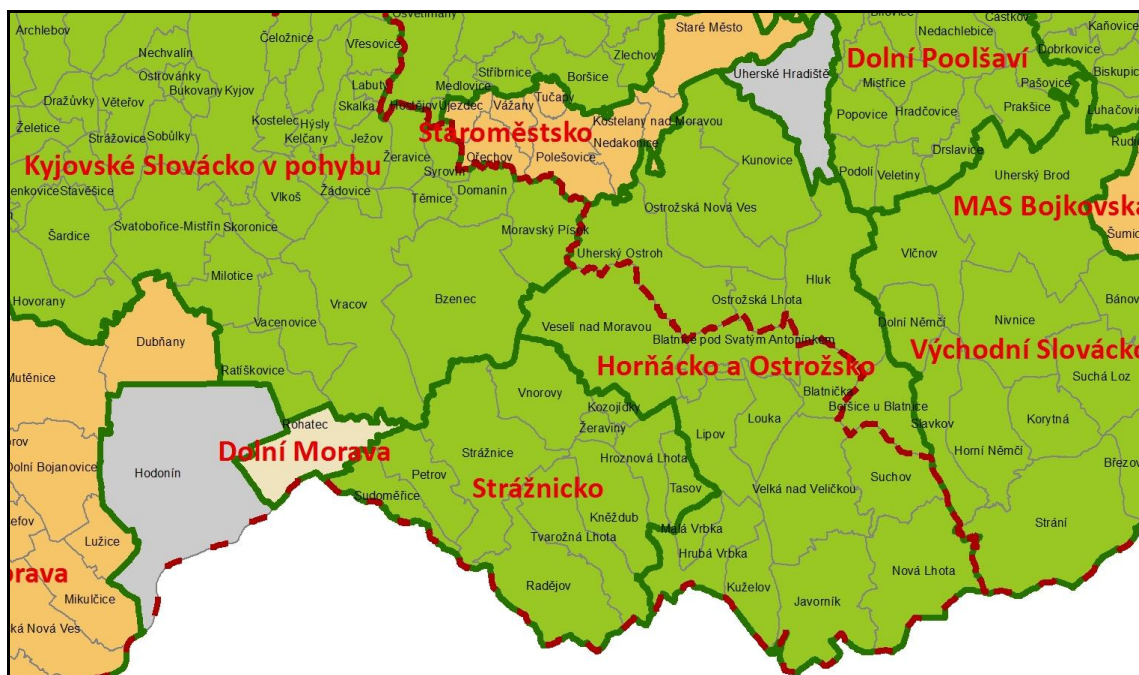 Osvětimany
Staré Město
Nedachlebice
Částkov
Kaňovice
Archlebov
Čeložnice
Vřesovice
Nechvalín
Zlechov
Dobrkovice
Ostrovánky
Stříbrnice
Boršice
Uherské Hradiště
Dolní Poolšaví
Biskupice
Bukovany
Kyjov
Labuty
Medlovice
Mistřice
Pašovice
Dražůvky
Věteřov
Skalka
Hostějov
Újezdec
Vážany
Tučapy
Hradčovice
Prakšice
Luhačovice
Želetice
Strážovice
Sobůlky
Kostelec
Hýsly
Kelčany
Ježov
Staroměstsko
Kostelany nad Moravou
Popovice
Drslavice
Nedakonice
Kyjovské Slovácko v pohybu
Žeravice
Ořechov
Polešovice
Kunovice
Podolí
Veletiny
Uherský Brod
Syrovín
Stavěšice
Vlkoš
Žádovice
Těmice
Domanín
Ostrožská Nová Ves
MAS Bojkovska
Svatobořice-Mistřín
Skoronice
Moravský Písek
Šardice
Vlčnov
Uherský Ostroh
Milotice
Hluk
Hovorany
Vracov
Bzenec
Ostrožská Lhota
Bánov
Vacenovice
Veselí nad Moravou
Dolní Němčí
Nivnice
Dubňany
Blatnice pod Svatým Antonínkem
Východní Slovácko
Horňácko a Ostrožsko
Mutěnice
Ratíškovice
Suchá Loz
Vnorovy
Blatnička
Kozojídky
Boršice u Blatnice
Rohatec
Žeraviny
Louka
Slavkov
Korytná
Lipov
Dolní Morava
Strážnice
Hroznová Lhota
Horní Němčí
Dolní Bojanovice
Hodonín
Petrov
Suchov
Březová
Sudoměřice
Strážnicko
Tasov
Velká nad Veličkou
Kněždub
Strání
Lužice
Tvarožná Lhota
Malá Vrbka
Hrubá Vrbka
Nová Lhota
Radějov
Kuželov
Javorník
Mikulčice